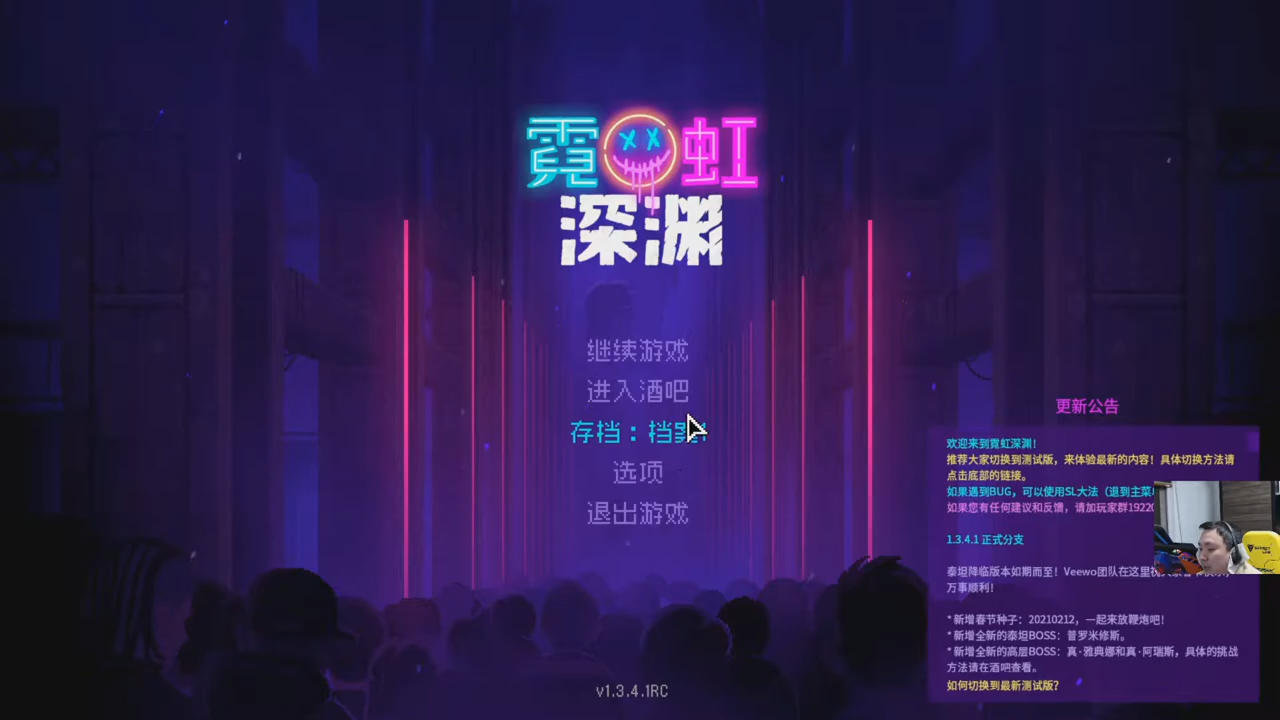 霓虹
深渊
继续游戏
进入酒吧
存挡：挡
选项
退出游戏
v1.3.4.1RC
更新公告
欢迎来到霓虹深渊！
推荐大家切换到测试版，来体验最新的内容！具体切换方法请
点击底部的链接。
如果遇到BUG，可以使用SL大法（退到主菜
如果您有任何建议和反馈，请加玩家群19220
1.3.4.1 正式分支
泰坦降临版本如期而至！Veewo团队在这里祝
万事顺利！
*新增春节种子：20210212，一起来放鞭炮吧！
*新增全新的泰坦BOSS：普罗米修斯。
*新增全新的高层BOSS：真·雅典娜和真·阿瑞斯，具体的挑战
方法请在酒吧查看。
如何切换到最新测试版？